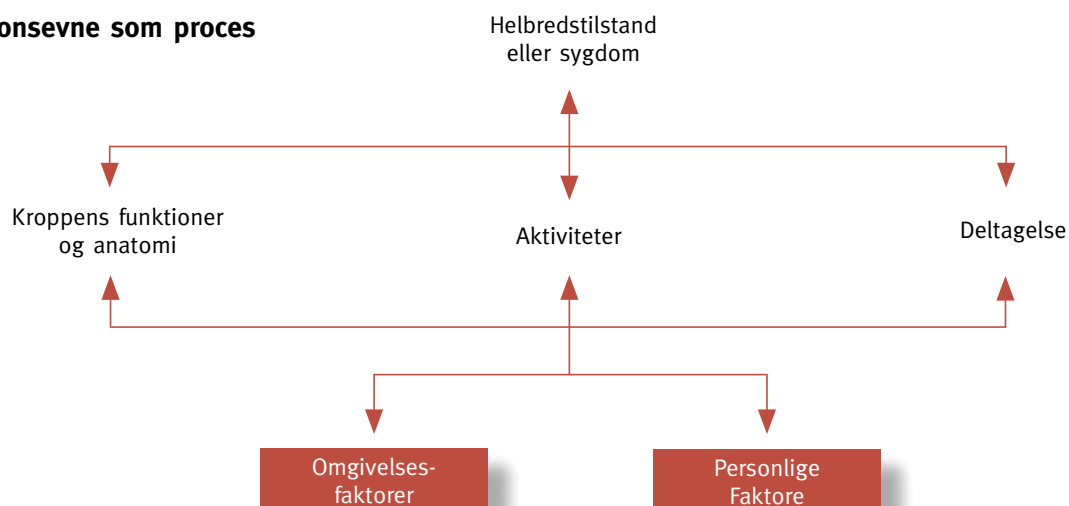 onsevne som proces
Helbredstilstand
eller sygdom
Kroppens funktioner
og anatomi
Aktiviteter
Deltagelse
Omgivelses-
faktorer
Personlige
Faktore